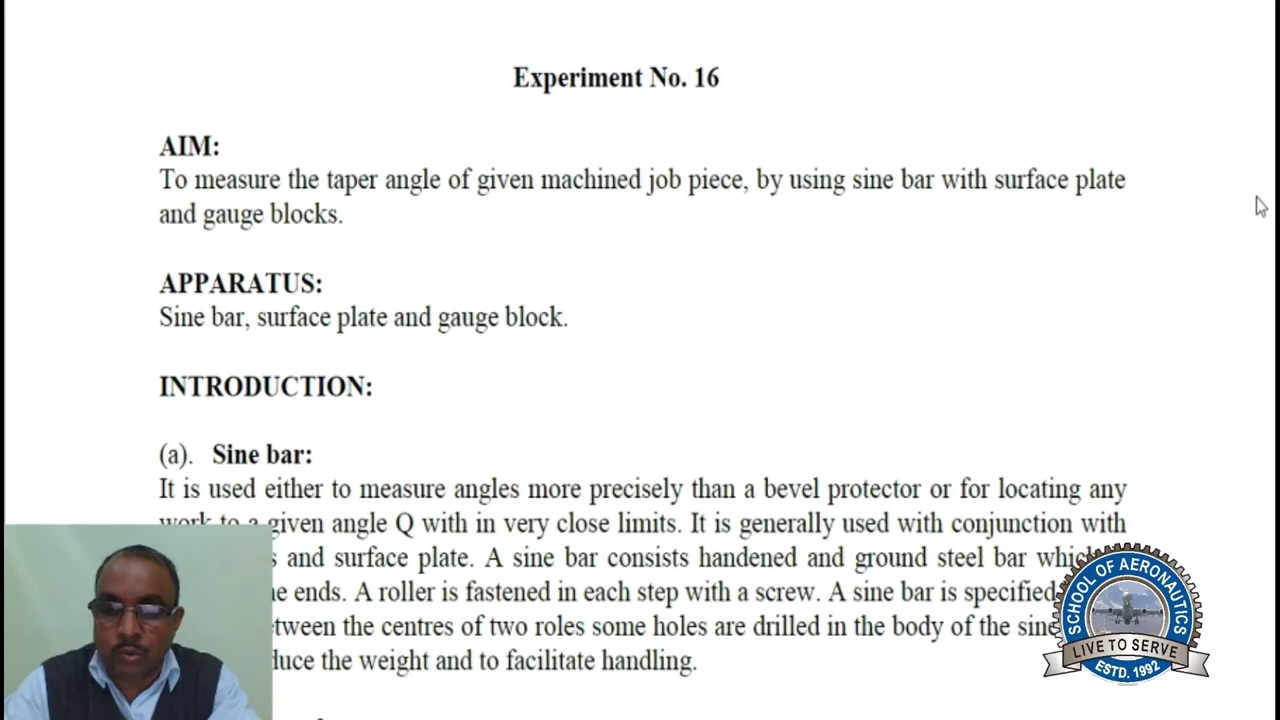 Experiment No. 16
AIM:
To measure the taper angle of given machined job piece, by using sine bar with surface plate
and gauge blocks.
APPARATUS:
Sine bar, surface plate and gauge block.
INTRODUCTION:
(a). Sine bar:
It is used either to measure angles more precisely than a bevel protector or for locating any
work to a given angle Q with in very close limits. It is generally used with conjunction with
and surface plate. A sine bar consists handened and ground steel bar
ends. A roller is fastened in each step with a screw. A sine bar is specified
the centres of two roles some holes are drilled in the body of the sine
the weight and to facilitate handling.
SCHOOL OF AERONAUTICS
LIVE TO SERVE
ESTD. 1992